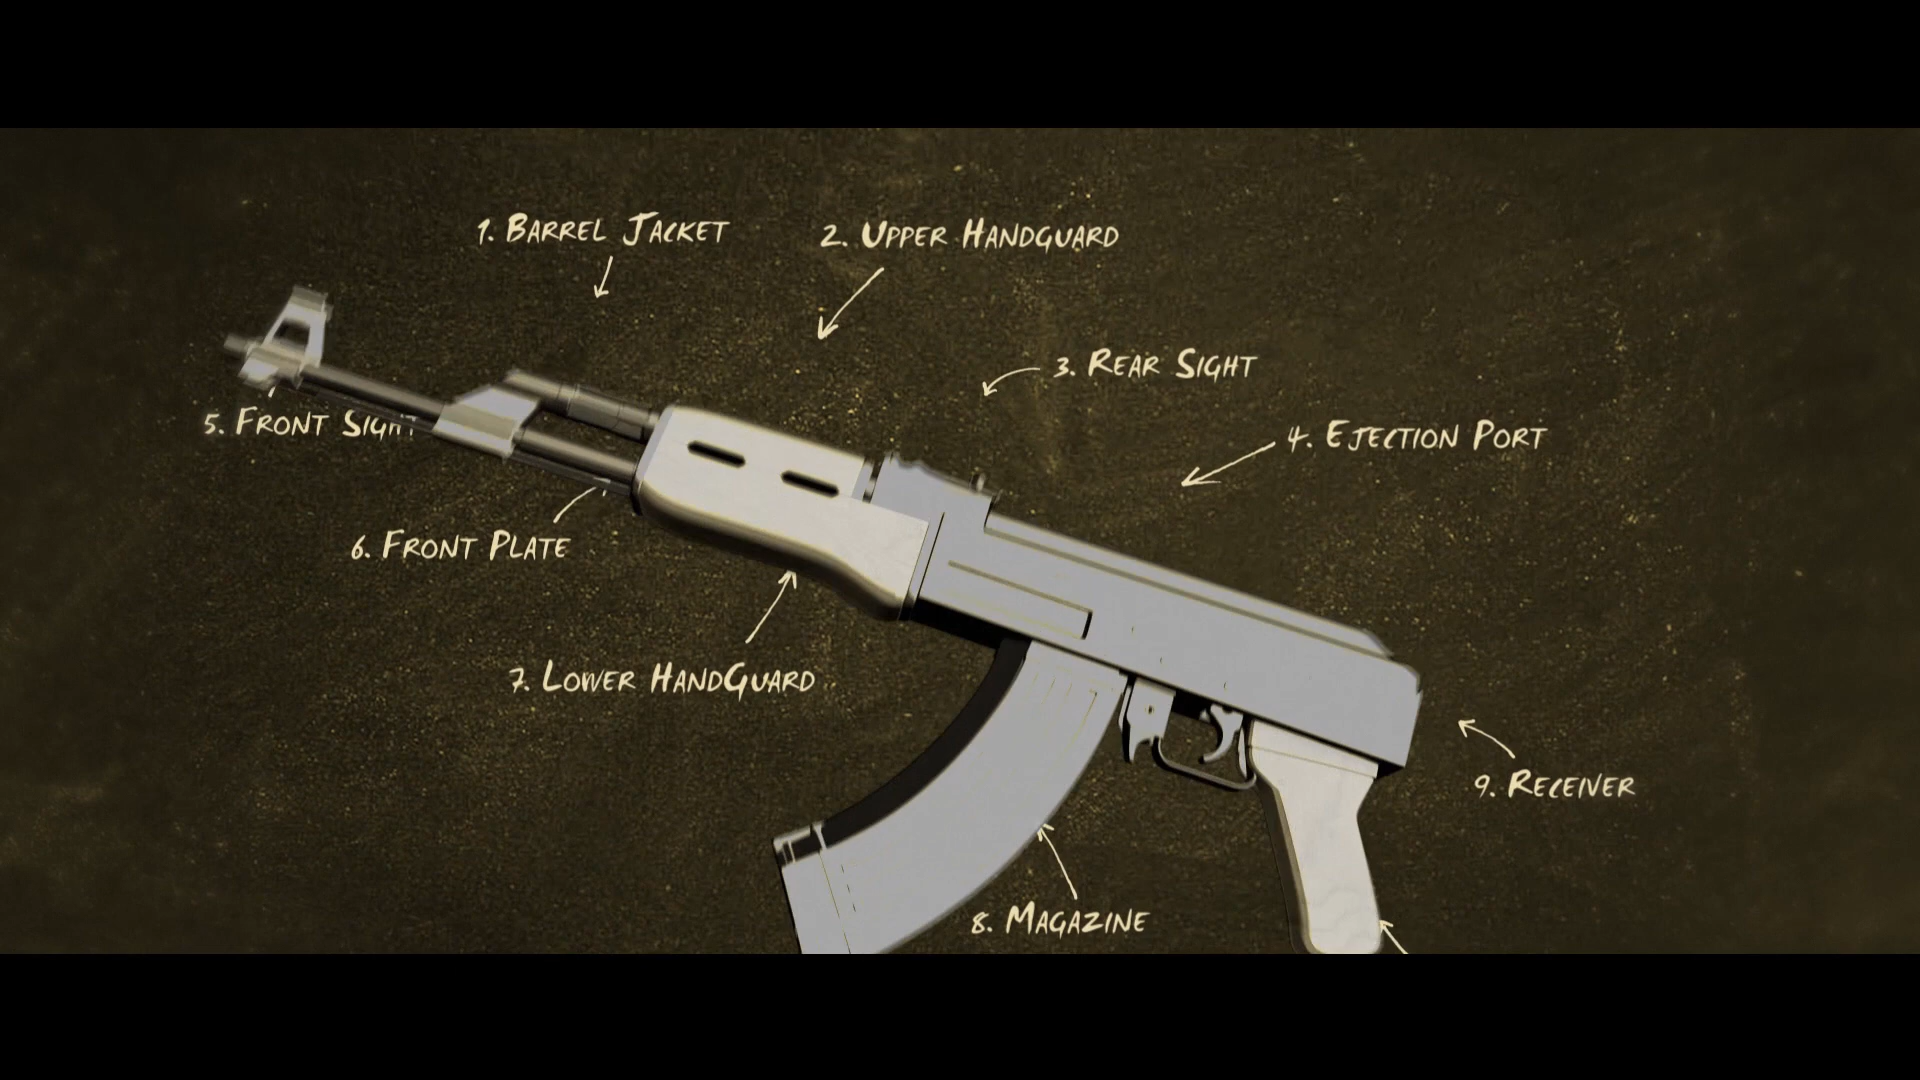 1. Barrel Jacket
2. Upper Handguard
3. Rear Sight
4. Ejection Port
5. Front Sight
6. Front Plate
7. Lower HandGuard
8. Magazine
9. Receiver